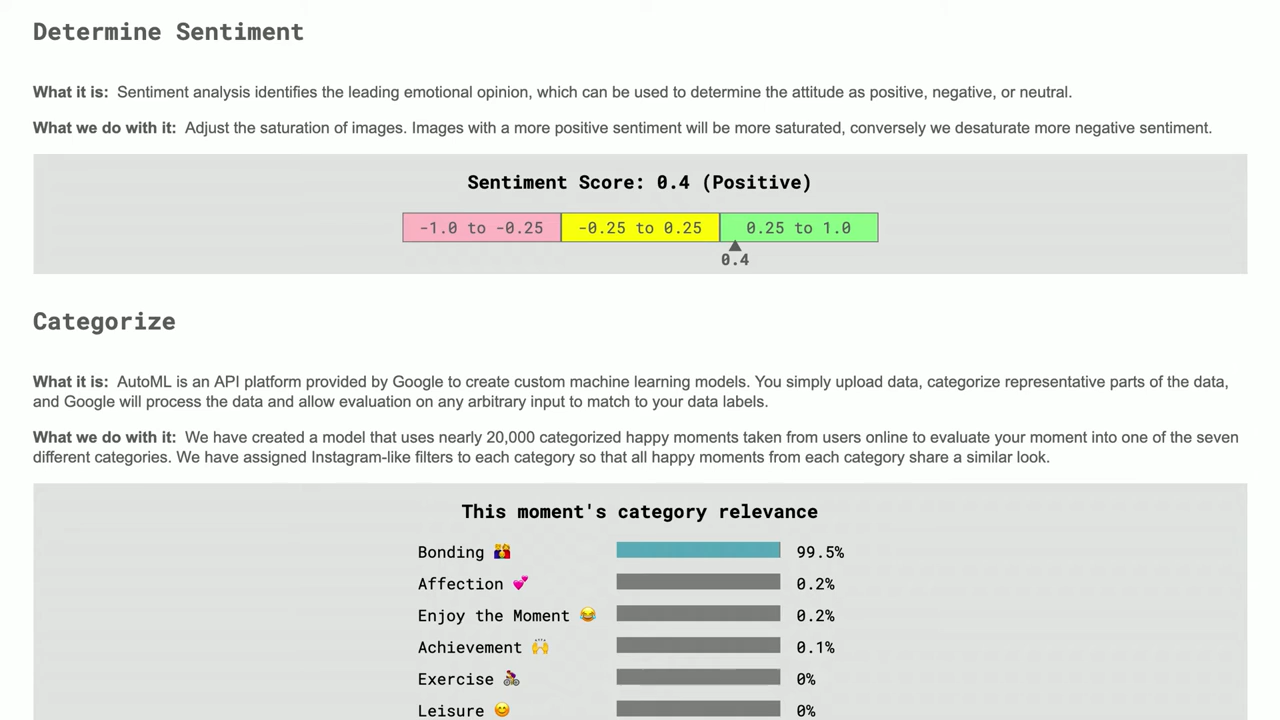 Determine Sentiment
What it is: Sentiment analysis identifies the leading emotional opinion, which can be used to determine the attitude as positive, negative, or neutral.
What we do with it: Adjust the saturation of images. Images with a more positive sentiment will be more saturated, conversely we desaturate more negative sentiment.
Sentiment Score: 0.4 (Positive)
-1.0 to -0.25 -0.25 to 0.25 0.25 to 1.0
0.4
Categorize
What it is: AutoML is an API platform provided by Google to create custom machine learning models. You simply upload data, categorize representative parts of the data,
and Google will process the data and allow evaluation on any arbitrary input to match to your data labels.
What we do with it: We have created a model that uses nearly 20,000 categorized happy moments taken from users online to evaluate your moment into one of the seven
different categories. We have assigned Instagram-like filters to each category so that all happy moments from each category share a similar look.
This moment's category relevance
Bonding 99.5%
Affection 0.2%
Enjoy the Moment 0.2%
Achievement 0.1%
Exercise 0%
Leisure 0%